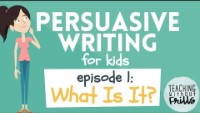 PERSUASIVE
WRITING
for kids
episode 1:
What Is It?
TEACHING
WITHOUT
Frills